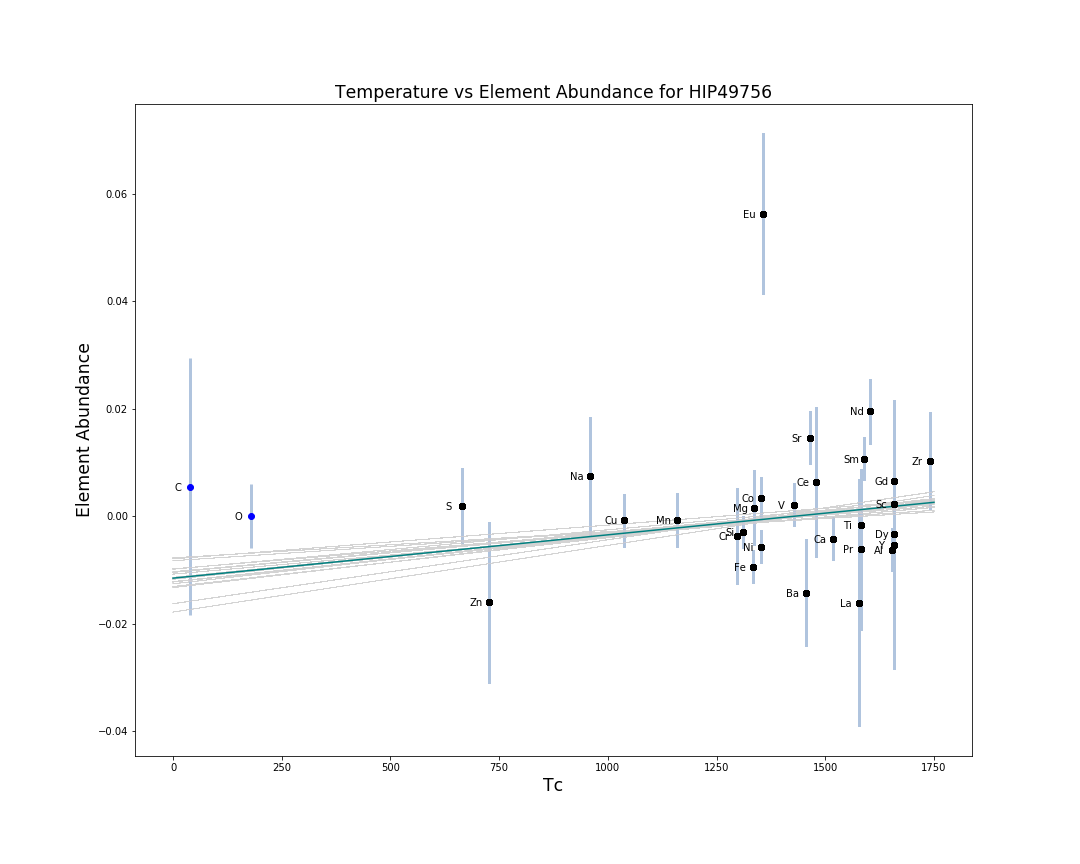 Temperature vs Element Abundance for HIP49756
Element Abundance
0.06
0.04
0.02
0.00
−0.02
−0.04
Eu
Nd
Sr
Sm
Zr
C
Na
Ce
Gd
Co
S
Mg
V
Sc
O
Cu
Mn
Ti
Si
Cr
Ca
Dy
Ni
Pr
Y
Al
Fe
Ba
Zn
La
0
250
500
750
1000
1250
1500
1750
Tc